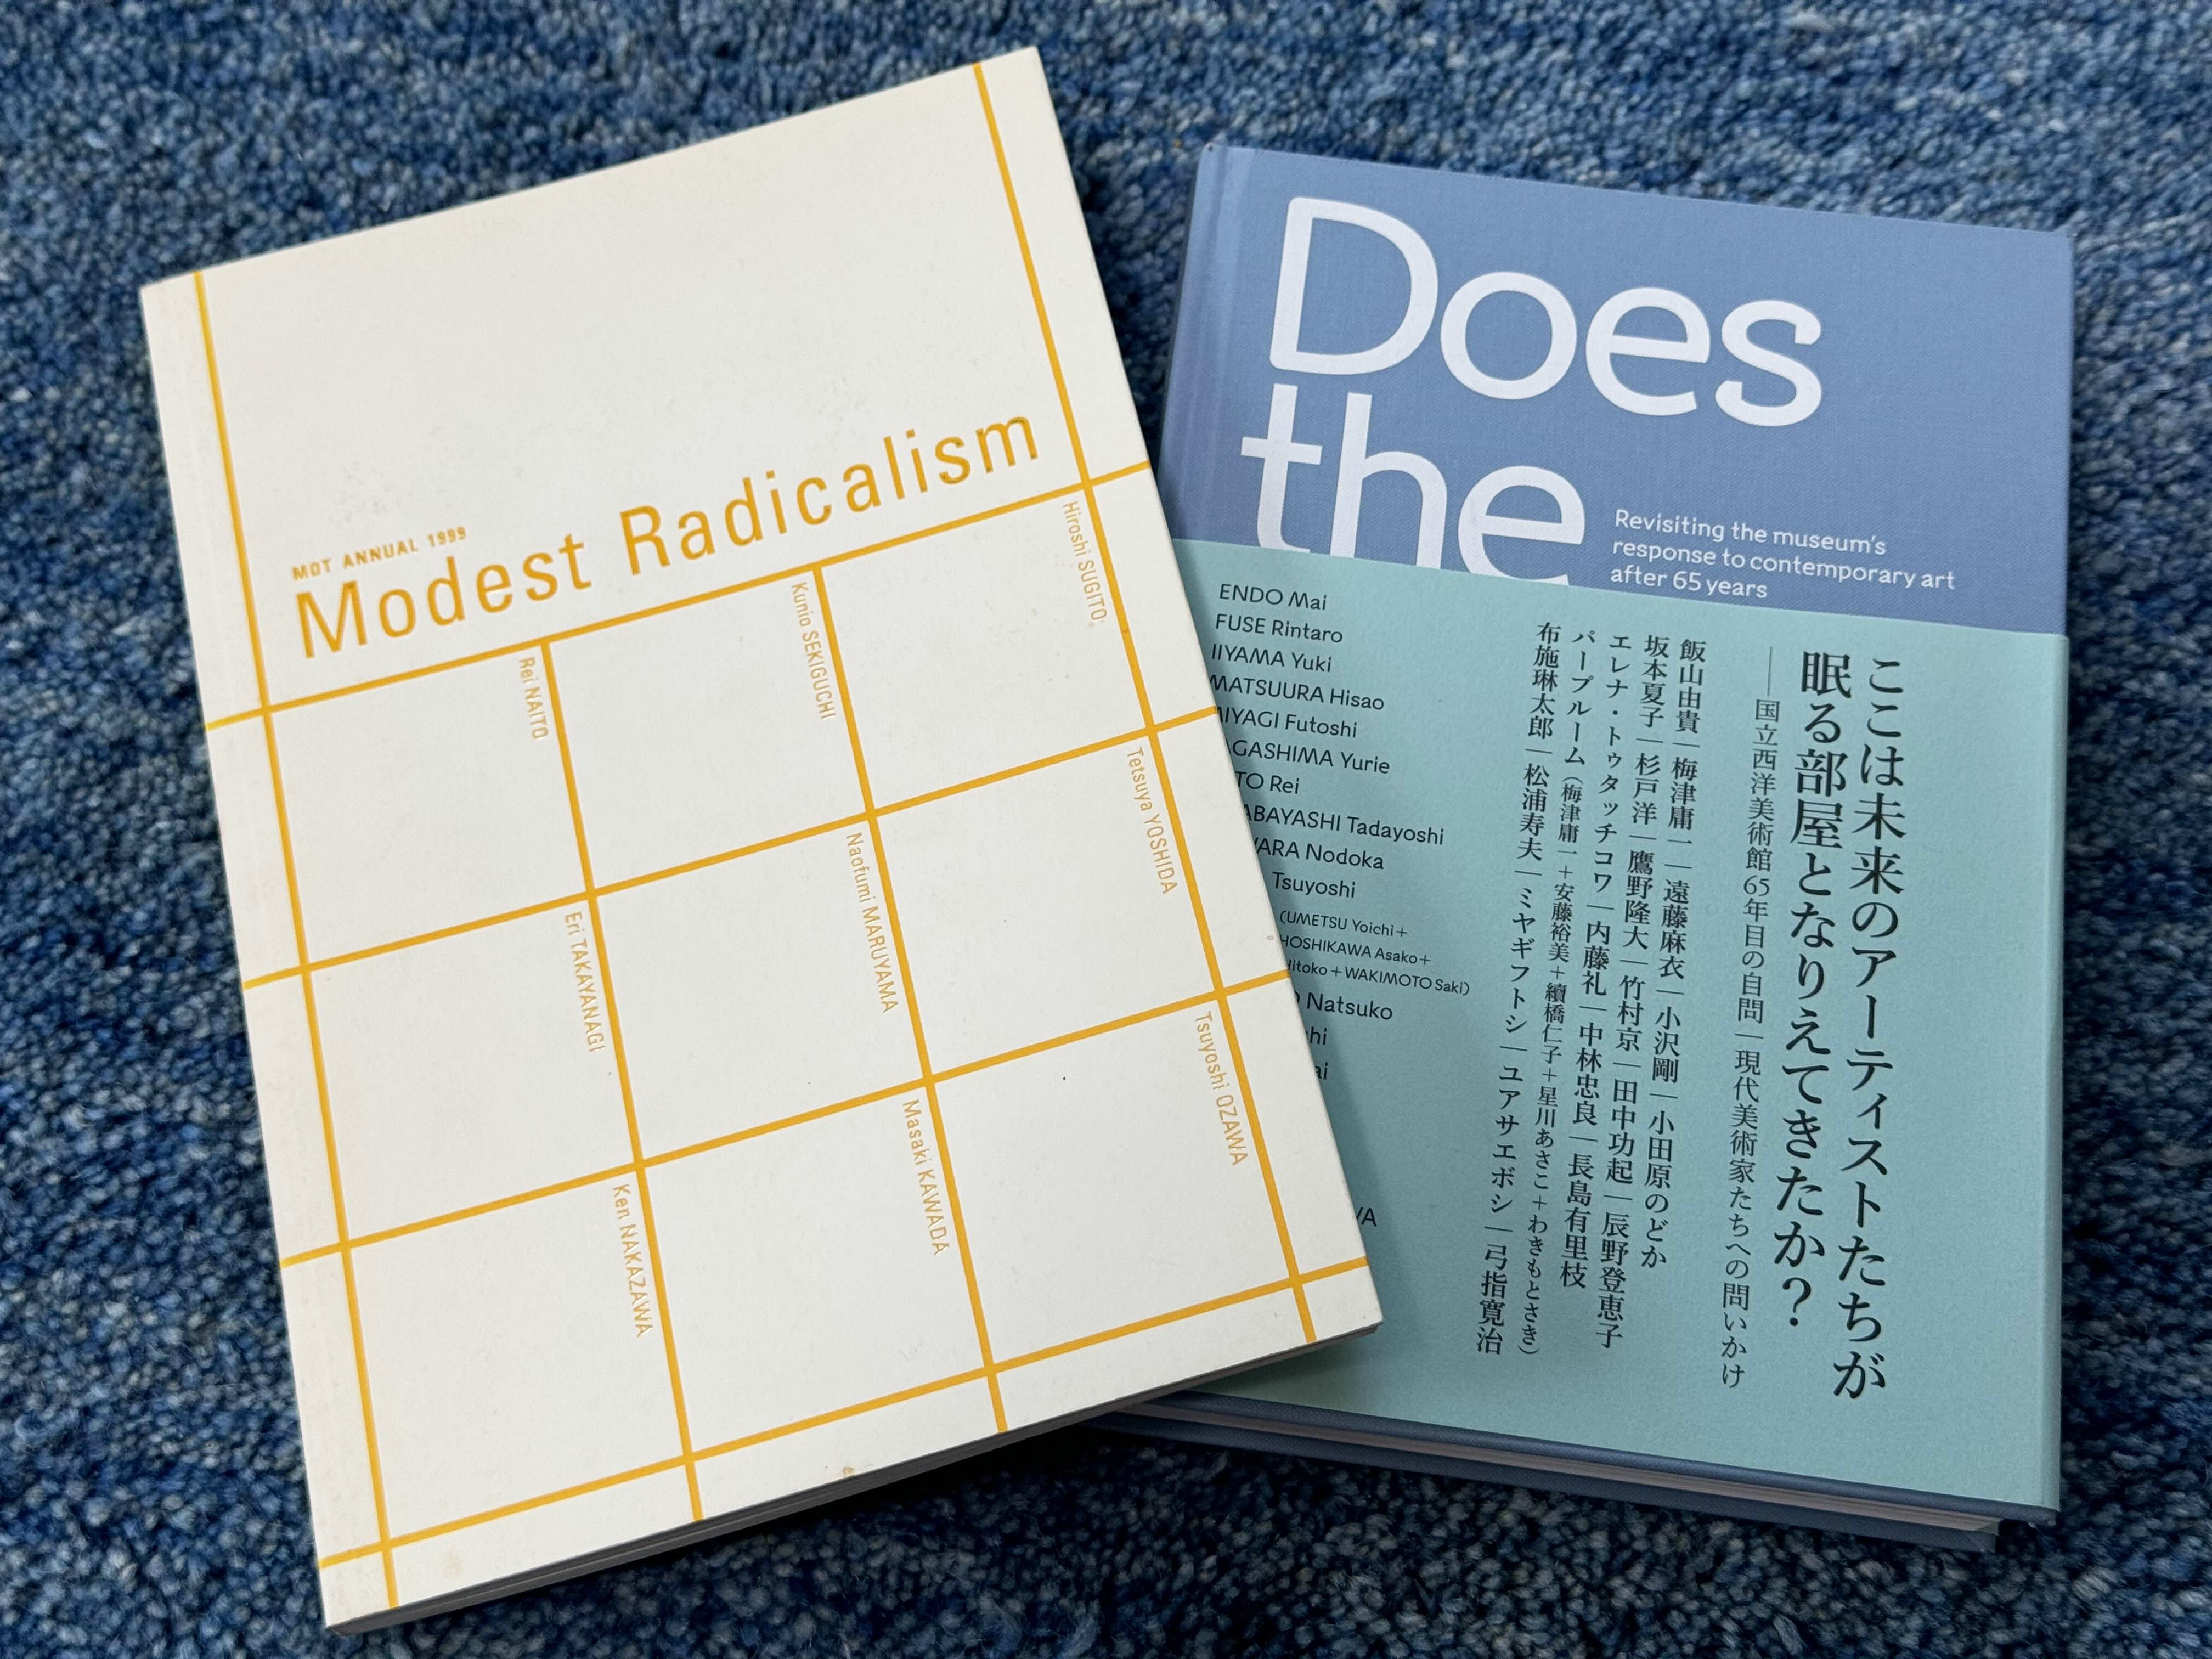 MOT ANNUAL 1999
Modest Radicalism
Rei NAITO
Kunio SEKIGUCHI
Hiroshi SUGITO
Eri TAKAYANAGI
Naofumi MARUYAMA
Tetsuya YOSHIDA
Ken NAKAZAWA
Masaki KAWADA
Tsuyoshi OZAWA
Does
the
Revisiting the museum's
response to contemporary art
after 65 years
ENDO Mai
FUSE Rintaro
IIYAMA Yuki
MATSUURA Hisao
Futoshi
Yurie
Rei
Tadayoshi
Nodoka
Tsuyoshi
(UMETSU Yoichi+
HOSHIKAWA Asako+
+WAKIMOTO Saki)
Natsuko
ここは未来のアーティストたちが
眠る部屋となりえてきたか？
——国立西洋美術館65年目の自問｜現代美術家たちへの問いかけ
飯山由貴｜梅津庸一｜遠藤麻衣｜小沢剛｜小田原のどか
坂本夏子｜杉戸洋｜鷹野隆大｜竹村京｜田中功起｜辰野登恵子
エレナ・トゥタッチコワ｜内藤礼｜中林忠良｜長島有里枝
パープルーム（梅津庸一＋安藤裕美＋續橋仁子＋星川あさこ＋わきもとさき）
布施琳太郎｜松浦寿夫｜ミヤギフトシ｜ユアサエボシ｜弓指寛治